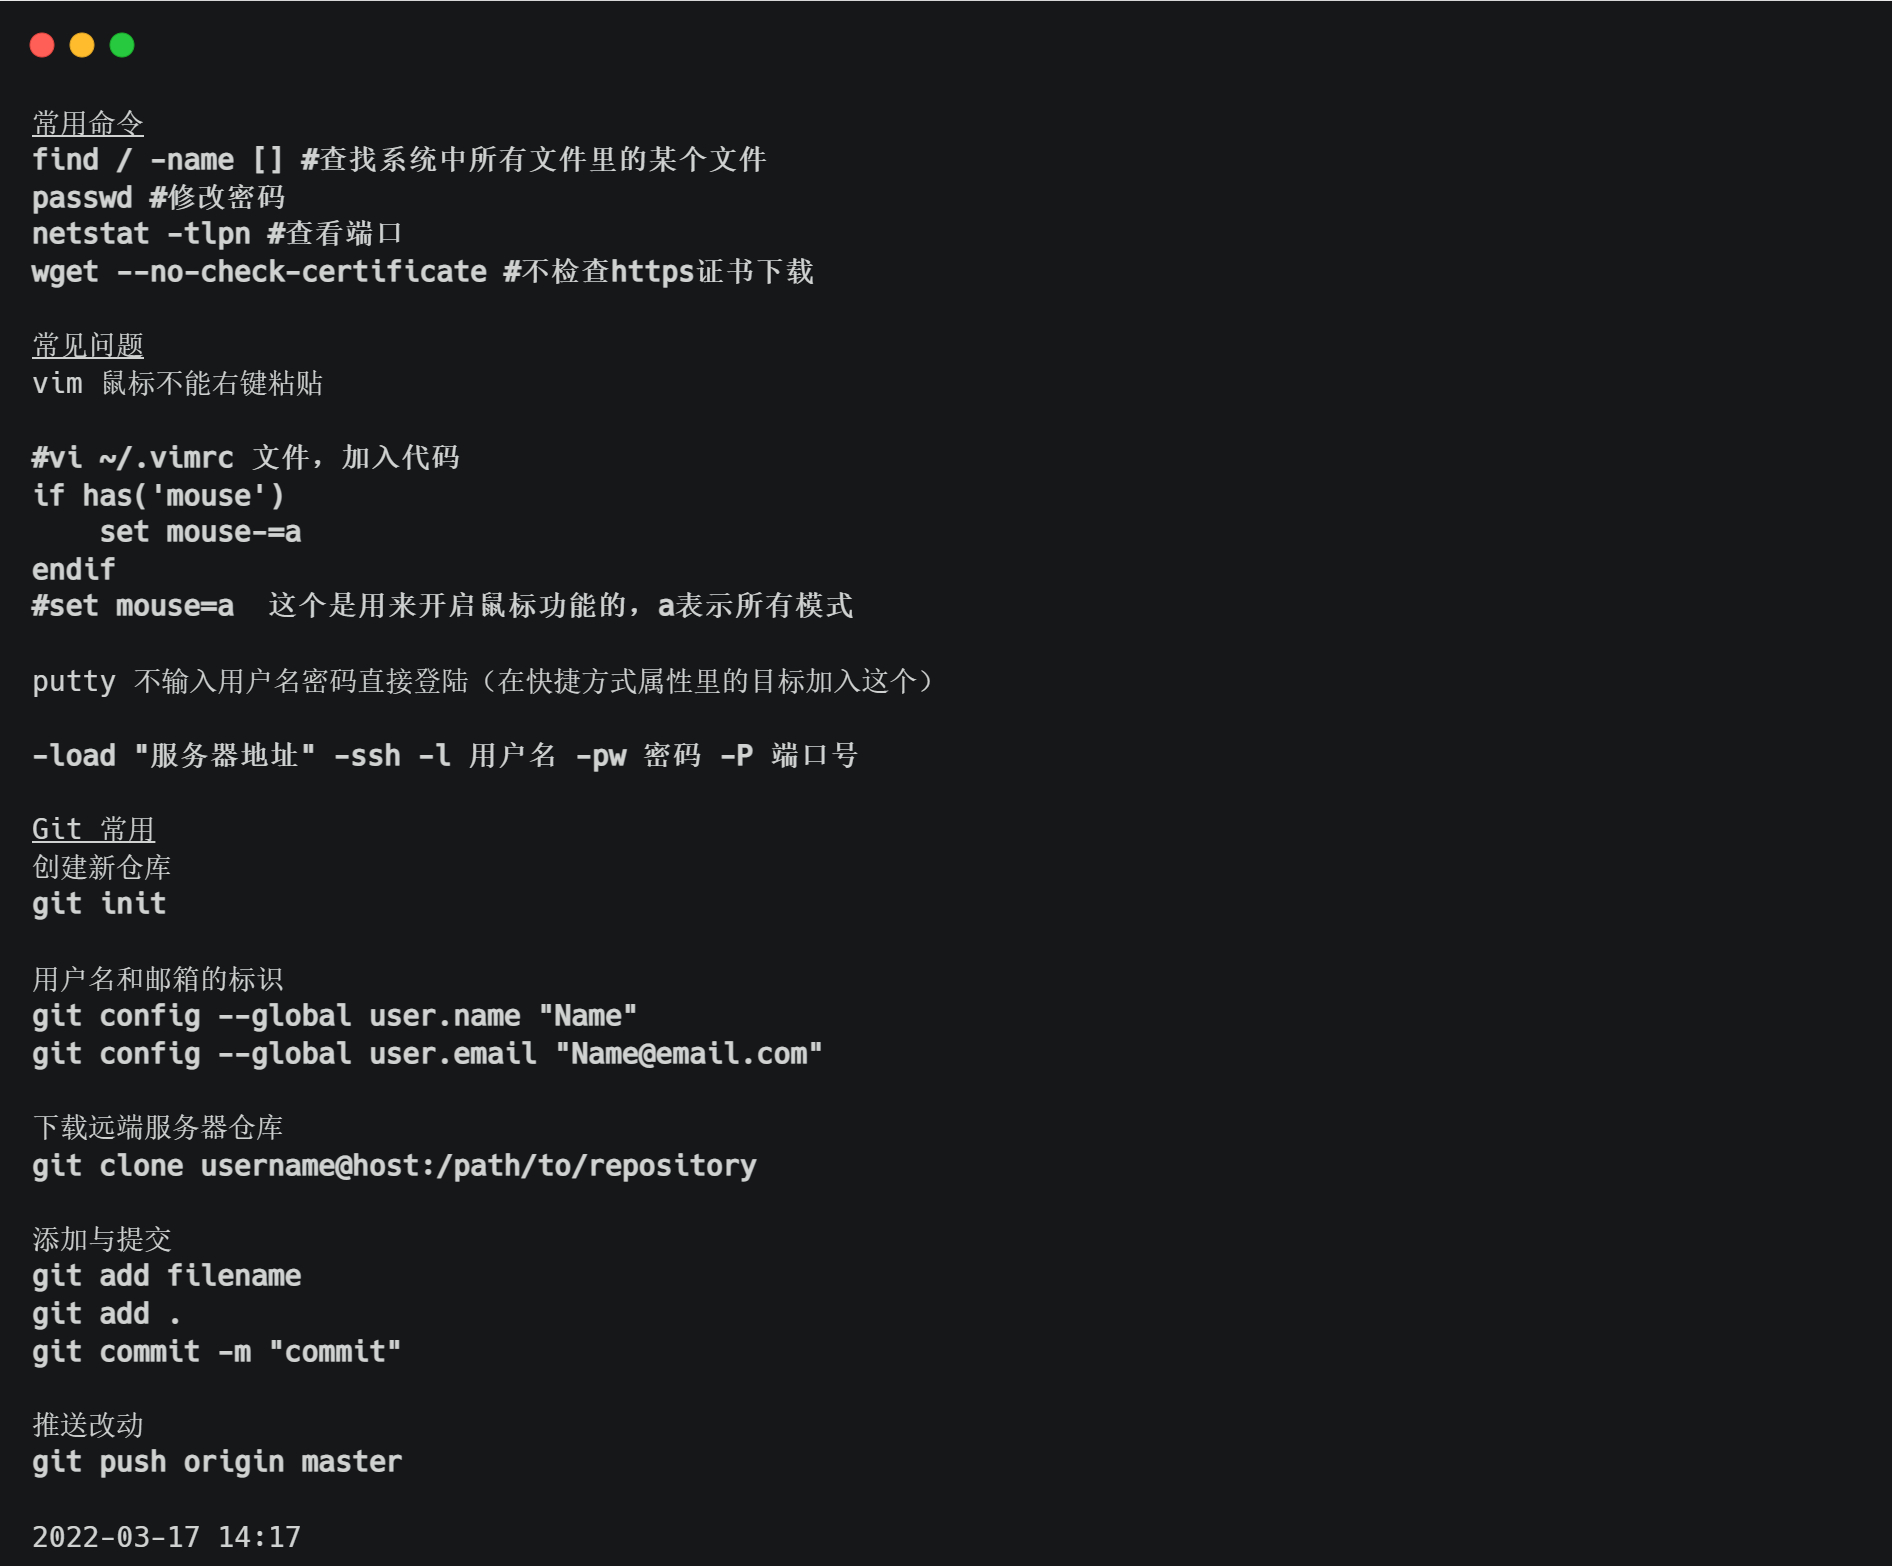 常用命令
find / -name [] #查找系统中所有文件里的某个文件
passwd #修改密码
netstat -tlpn #查看端口
wget --no-check-certificate #不检查https证书下载
常见问题
vim 鼠标不能右键粘贴
#vi ~/.vimrc 文件，加入代码
if has('mouse')
    set mouse-=a
endif
#set mouse=a  这个是用来开启鼠标功能的，a表示所有模式
putty 不输入用户名密码直接登陆（在快捷方式属性里的目标加入这个）
-load "服务器地址" -ssh -l 用户名 -pw 密码 -P 端口号
Git 常用
创建新仓库
git init
用户名和邮箱的标识
git config --global user.name "Name"
git config --global user.email "Name@email.com"
下载远端服务器仓库
git clone username@host:/path/to/repository
添加与提交
git add filename
git add .
git commit -m "commit"
推送改动
git push origin master
2022-03-17 14:17